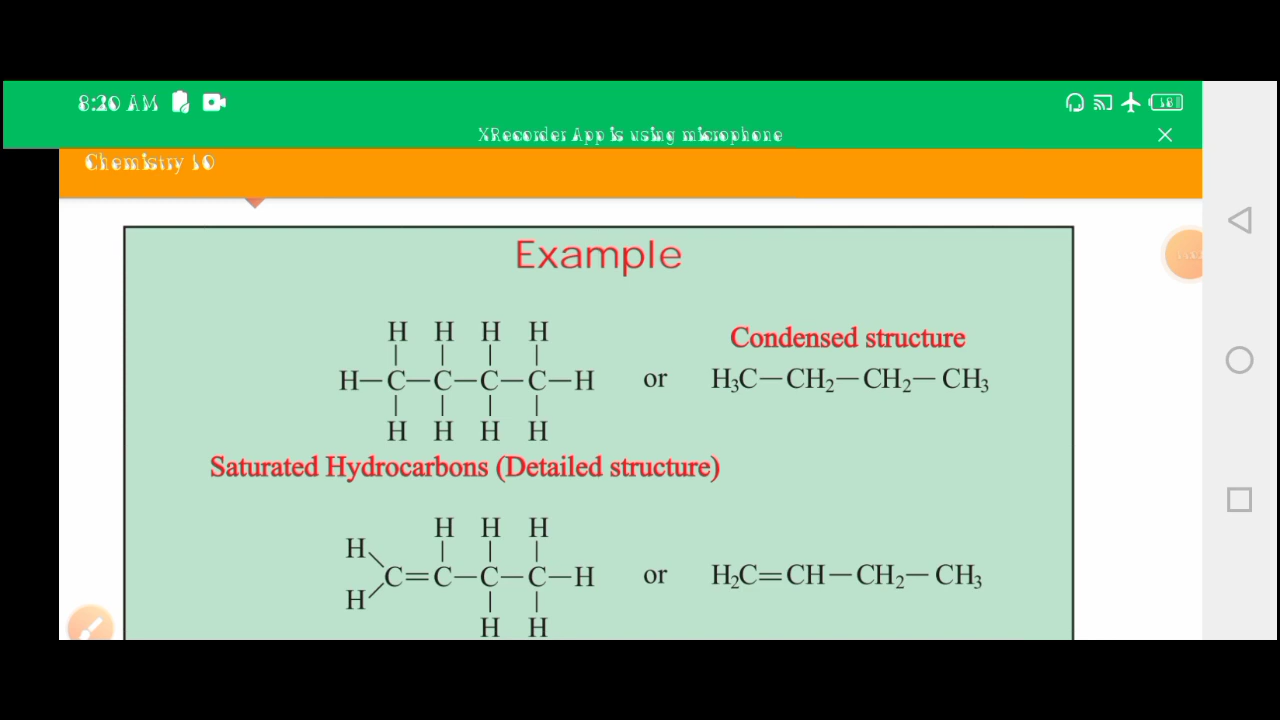 8:20 AM
18
XRecorder App is using microphone
Chemistry 10
Example
H H H H
Condensed structure
H—C—C—C—C—H or H₃C—CH₂—CH₂—CH₃
H H H H
Saturated Hydrocarbons (Detailed structure)
H H H
H
C=C—C—C—H or H₂C=CH—CH₂—CH₃
H
H H